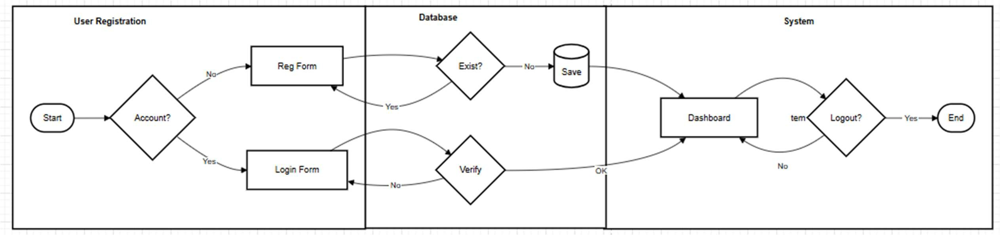 User Registration
Database
System
Start
Account?
No
Reg Form
Yes
Login Form
Exist?
No
Save
Yes
Verify
No
OK
Dashboard
tem
Logout?
No
Yes
End